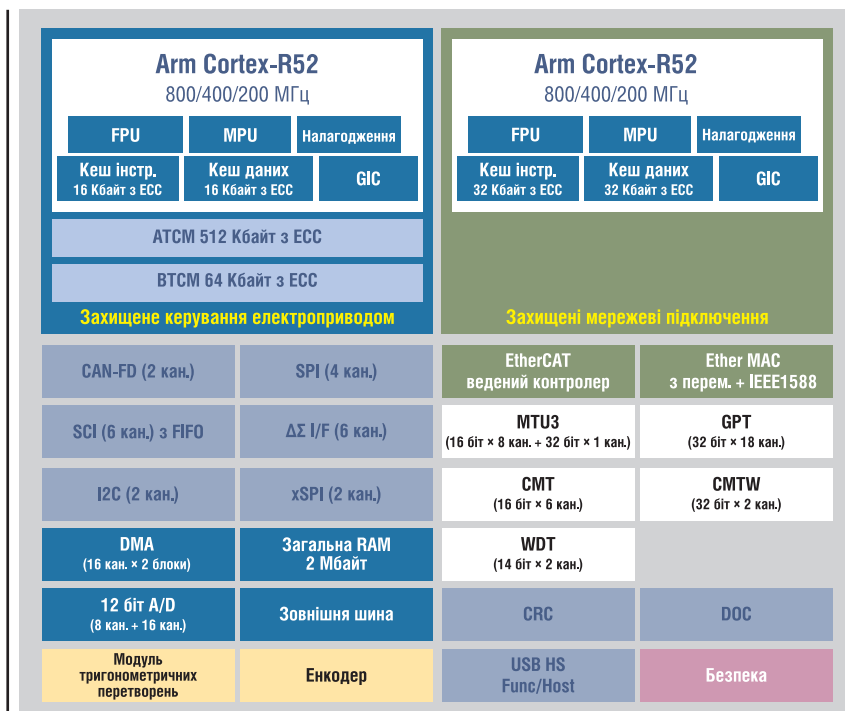 Arm Cortex-R52
800/400/200 МГц
FPU
MPU
Налагодження
Кеш інстр.
16 Кбайт з ECC
Кеш даних
16 Кбайт з ECC
GIC
ATCM 512 Кбайт з ECC
BTCM 64 Кбайт з ECC
Захищене керування електроприводом
Arm Cortex-R52
800/400/200 МГц
FPU
MPU
Налагодження
Кеш інстр.
32 Кбайт з ECC
Кеш даних
32 Кбайт з ECC
GIC
Захищені мережеві підключення
CAN-FD (2 кан.)
SPI (4 кан.)
EtherCAT
ведений контролер
Ether MAC
з перем. + IEEE1588
SCI (6 кан.) з FIFO
ΔΣ I/F (6 кан.)
MTU3
(16 біт × 8 кан. + 32 біт × 1 кан.)
GPT
(32 біт × 18 кан.)
I2C (2 кан.)
xSPI (2 кан.)
CMT
(16 біт × 6 кан.)
CMTW
(32 біт × 2 кан.)
DMA
(16 кан. × 2 блоки)
Загальна RAM
2 Мбайт
WDT
(14 біт × 2 кан.)
12 біт A/D
(8 кан. + 16 кан.)
Зовнішня шина
CRC
DOC
Модуль
тригонометричних
перетворень
Енкодер
USB HS
Func/Host
Безпека